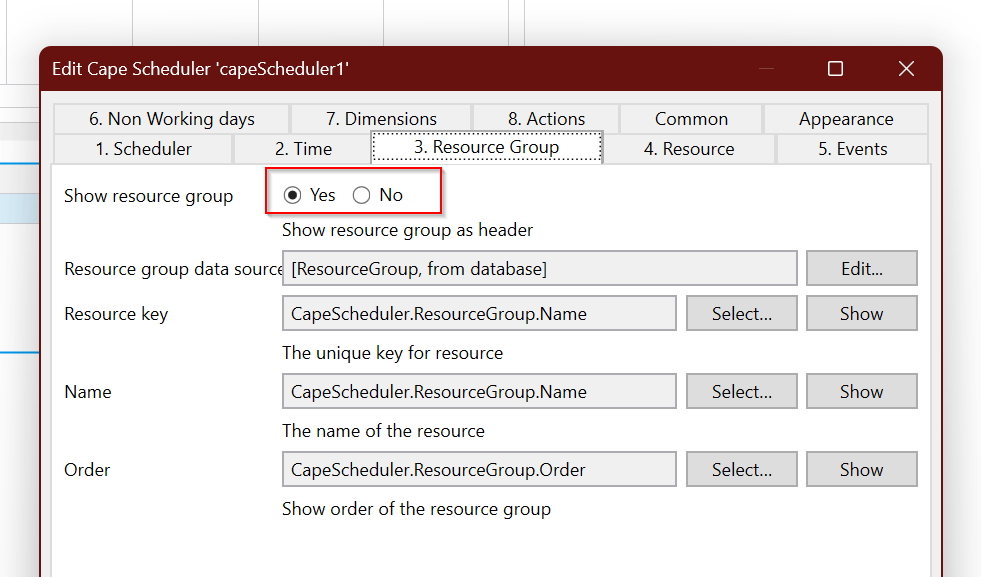 Edit Cape Scheduler 'capeScheduler1'
6. Non Working days 7. Dimensions 8. Actions Common Appearance
1. Scheduler 2. Time 3. Resource Group 4. Resource 5. Events
Show resource group Yes No
Show resource group as header
Resource group data source [ResourceGroup, from database] Edit...
Resource key CapeScheduler.ResourceGroup.Name Select... Show
The unique key for resource
Name CapeScheduler.ResourceGroup.Name Select... Show
The name of the resource
Order CapeScheduler.ResourceGroup.Order Select... Show
Show order of the resource group